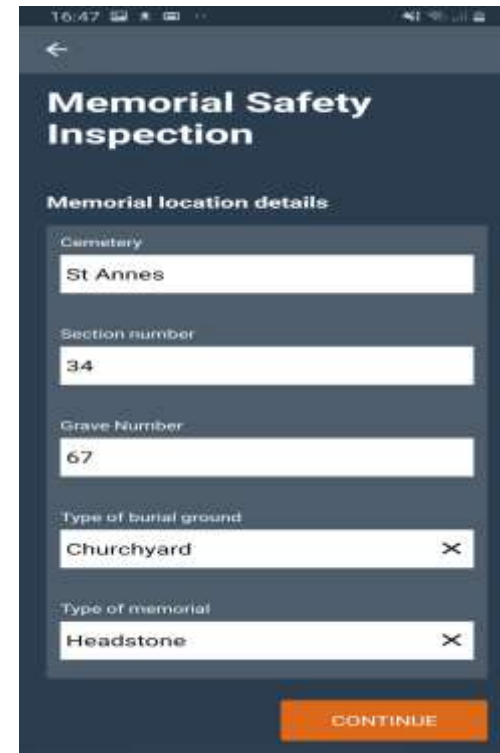 16:47
Memorial Safety
Inspection
Memorial location details
Cemetery
St Annes
Section number
34
Grave Number
67
Type of burial ground
Churchyard
Type of memorial
Headstone
CONTINUE